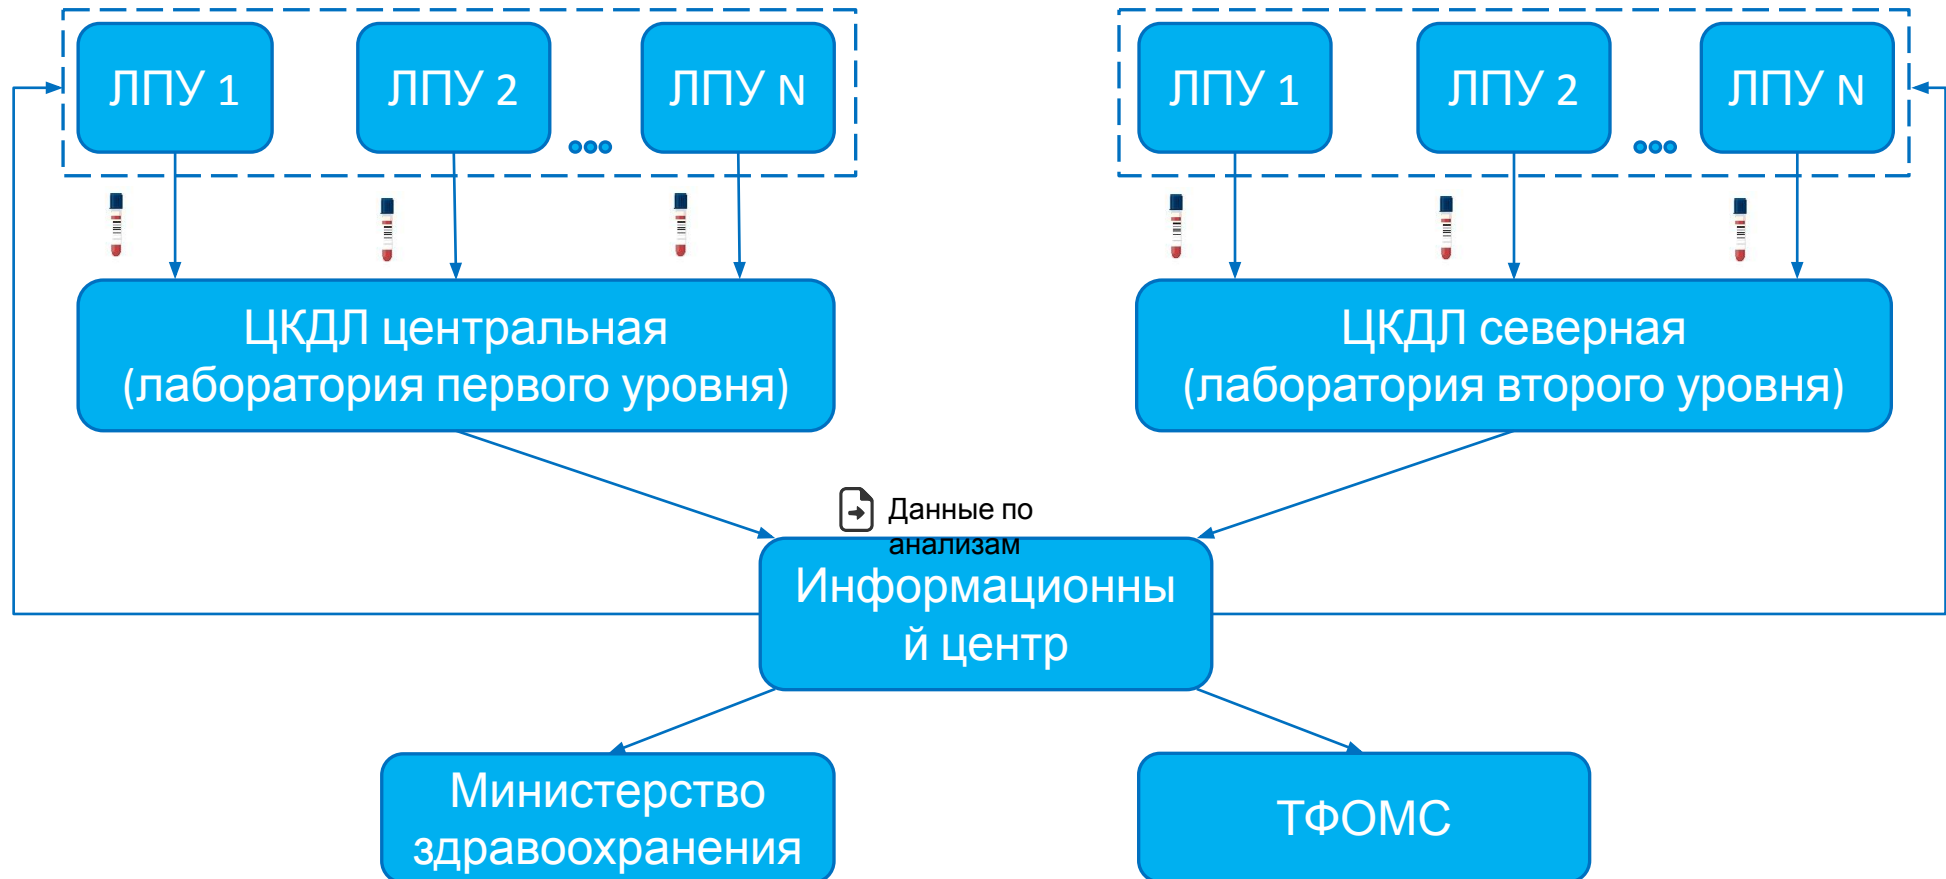 ЛПУ 1
ЛПУ 2
ЛПУ N
ЛПУ 1
ЛПУ 2
ЛПУ N
ЦКДЛ центральная
(лаборатория первого уровня)
ЦКДЛ северная
(лаборатория второго уровня)
Данные по
анализам
Информационны
й центр
Министерство
здравоохранения
ТФОМС